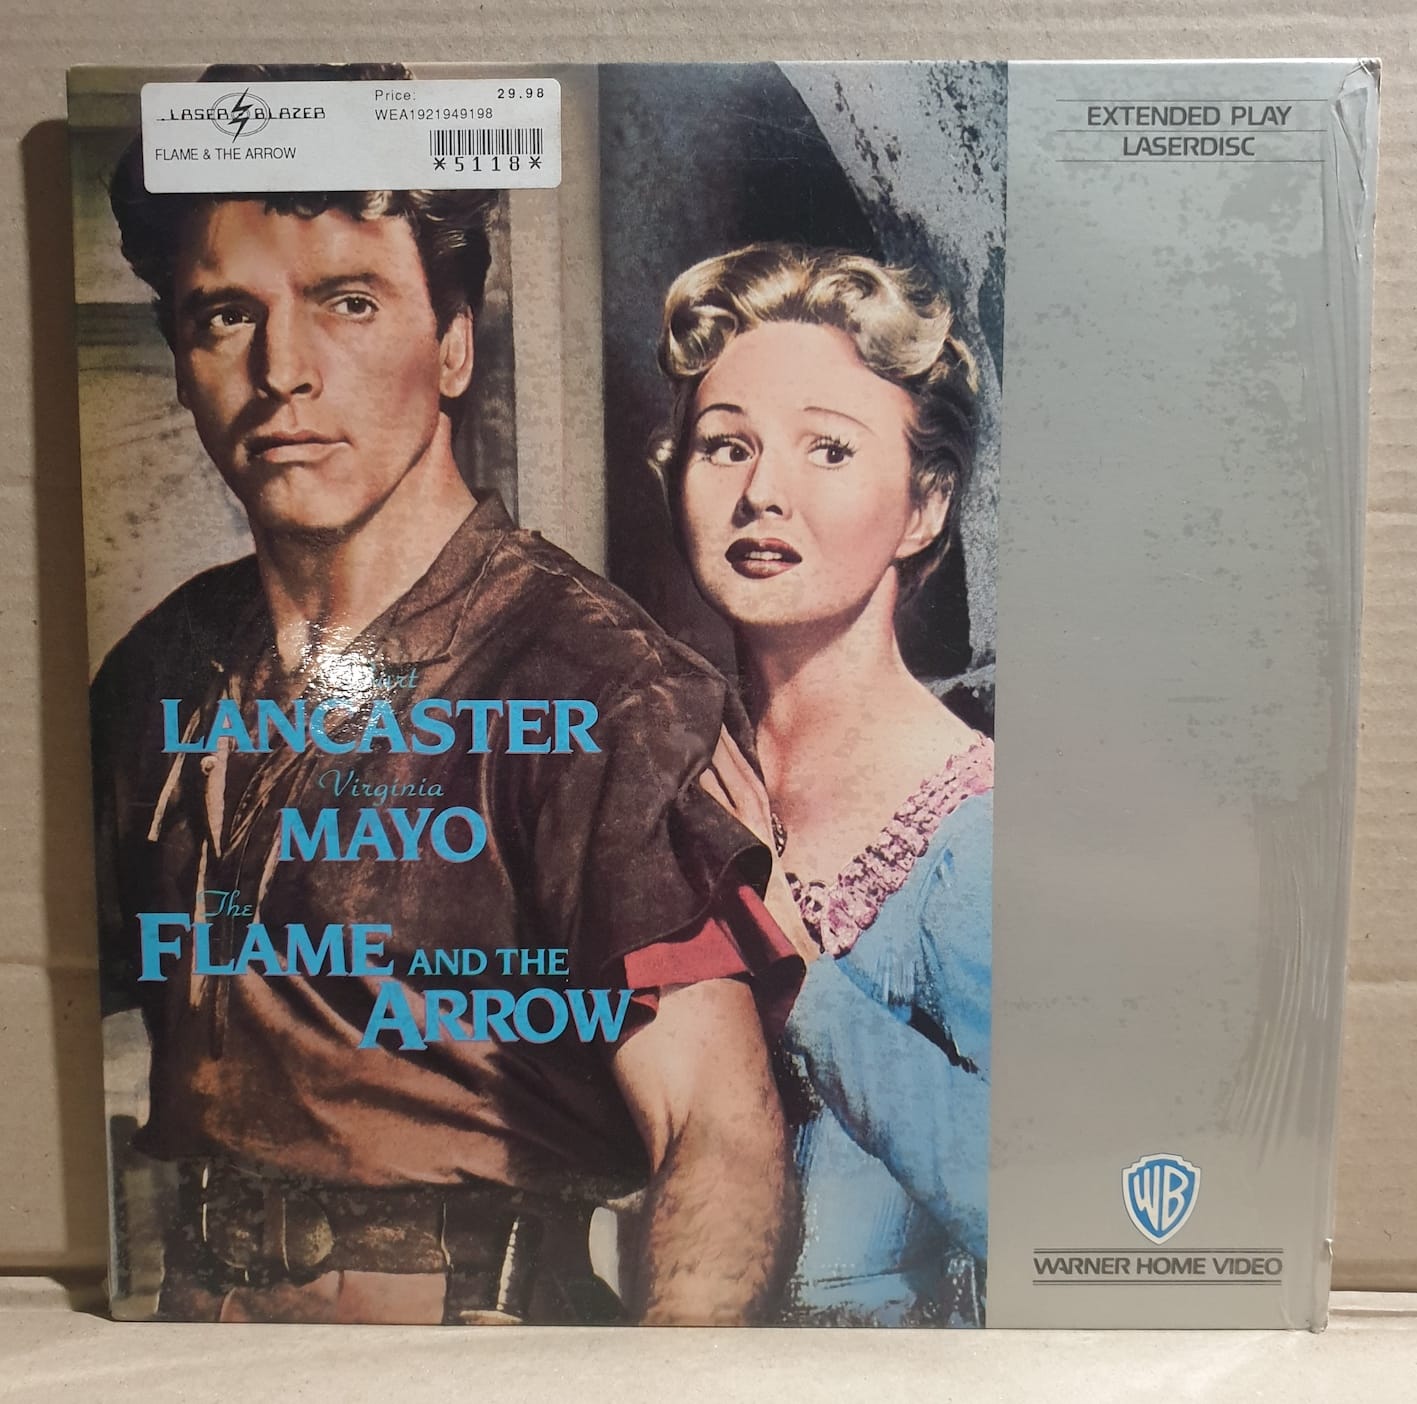 LASER BLAZER
Price: 29.98
WEA1921949198
FLAME & THE ARROW
*5118*
EXTENDED PLAY
LASERDISC
Burt
LANCASTER
Virginia
MAYO
The
FLAME AND THE
ARROW
WB
WARNER HOME VIDEO